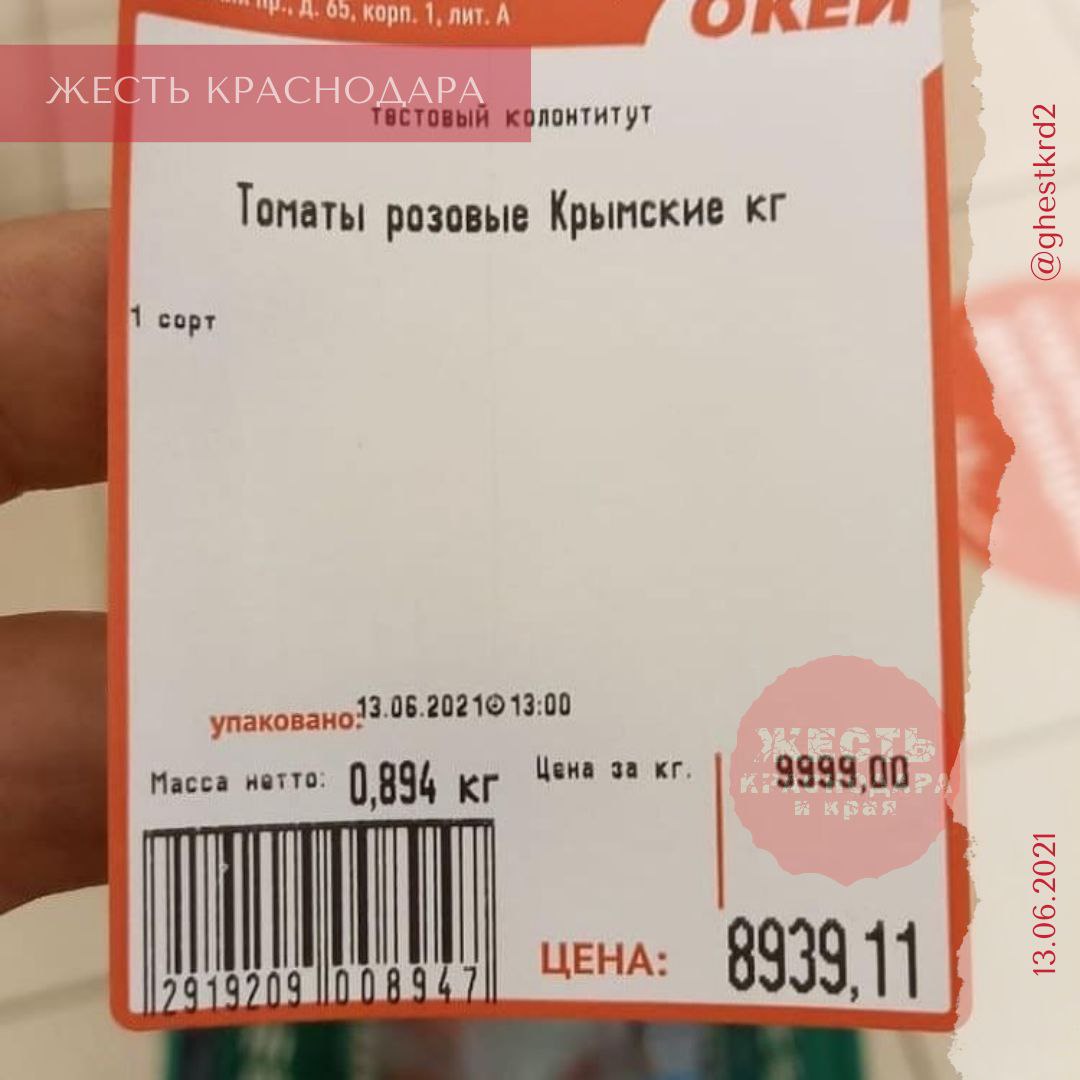 пр., д. 65, корп. 1, лит. А
ОКЕЙ
ЖЕСТЬ КРАСНОДАРА
тестовый колонтитут
Томаты розовые Крымские кг
1 сорт
упаковано:
13.06.2021 13:00
Масса нетто: 0,894 кг
Цена за кг.
9999,00
ЖЕСТЬ
КРАСНОДАРА
и края
ЦЕНА: 8939,11
2919209 008947
@ghestkrd2
13.06.2021